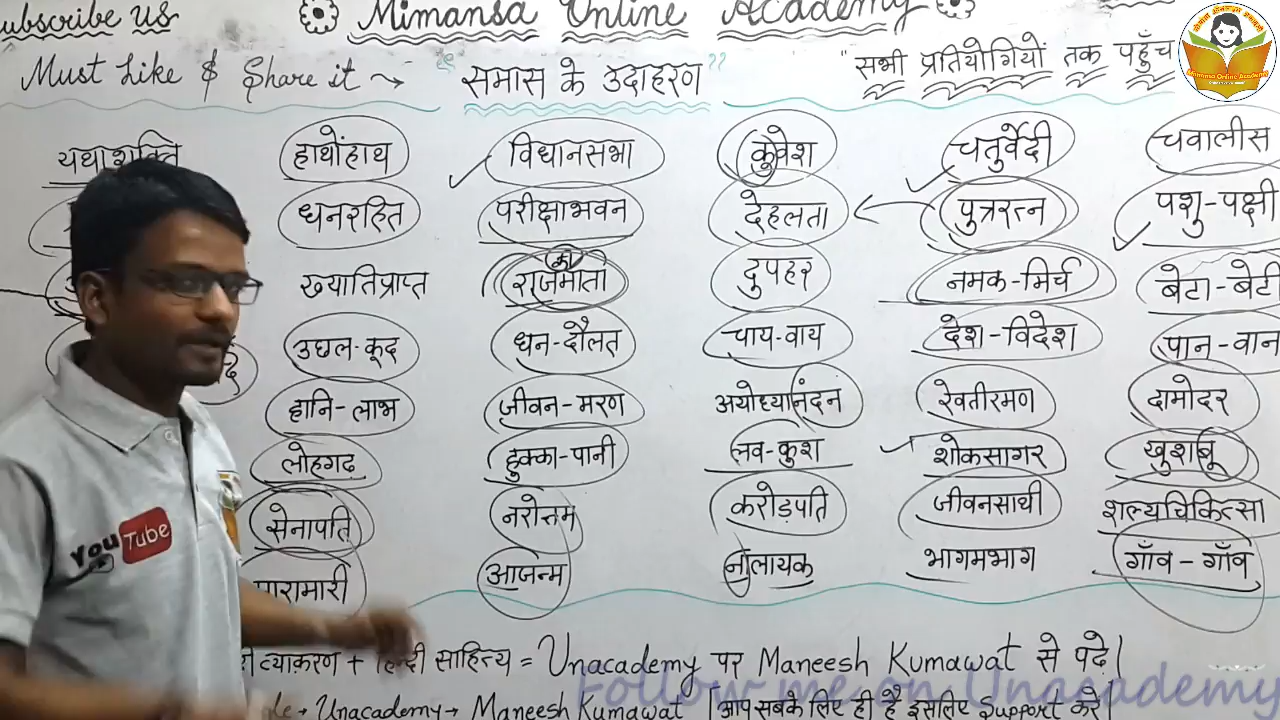 Subscribe us Mimansa Online Academy
Must Like & Share it → "समास के उदाहरण" "सभी प्रतियोगियों तक पहुँच
Mimansa Online Academy
यथाशक्ति हाथोंहाथ विधानसभा कूवेश चतुर्वेदी चवालीस
धनरहित परीक्षाभवन देहलता पुत्ररत्न पशु-पक्षी
ख्यातिप्राप्त राजमाता दुपहर नमक-मिर्च बेटा-बेटी
उछल-कूद धन-दौलत चाय-वाय देश-विदेश पान-वान
हानि-लाभ जीवन-मरण अयोध्यानंदन रेवतीरमण दामोदर
लोहगढ़ हुक्का-पानी लव-कुश शोकसागर खुशबू
सेनापति नरोत्तम करोड़पति जीवनसाथी शल्यचिकित्सा
मारामारी आजन्म नालायक भागमभाग गाँव-गाँव
YouTube
व्याकरण + हिन्दी साहित्य = Unacademy पर Maneesh Kumawat से पढे।
→ Unacademy → Maneesh Kumawat | आप सबके लिए ही है इसलिए Support करे
Follow me on Unacademy